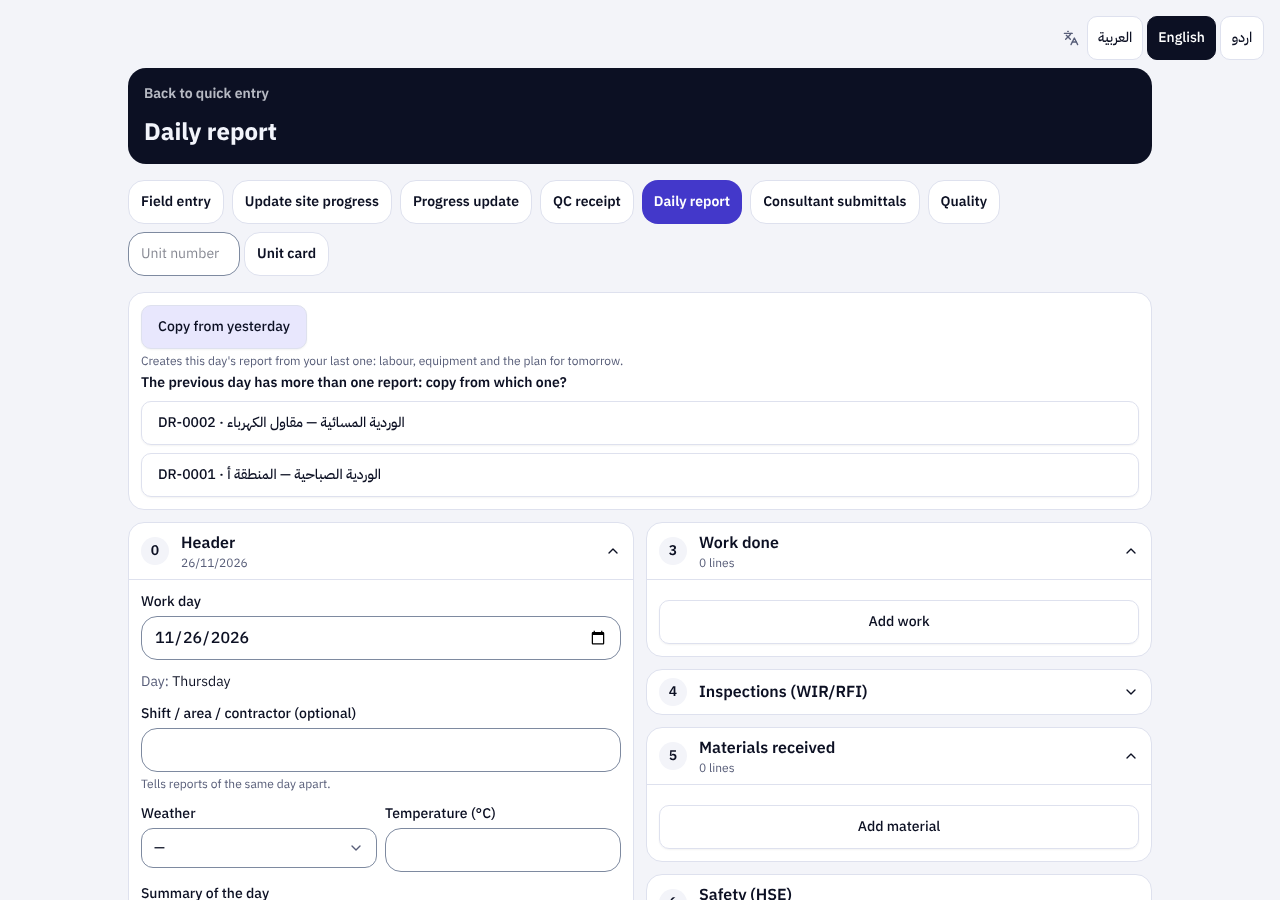 العربية
English
اردو
Back to quick entry
Daily report
Field entry
Update site progress
Progress update
QC receipt
Daily report
Consultant submittals
Quality
Unit number
Unit card
Copy from yesterday
Creates this day's report from your last one: labour, equipment and the plan for tomorrow.
The previous day has more than one report: copy from which one?
DR-0002 · الوردية المسائية — مقاول الكهرباء
DR-0001 · الوردية الصباحية — المنطقة أ
0
Header
26/11/2026
Work day
11/26/2026
Day: Thursday
Shift / area / contractor (optional)
Tells reports of the same day apart.
Weather
Temperature (°C)
—
Summary of the day
3
Work done
0 lines
Add work
4
Inspections (WIR/RFI)
5
Materials received
0 lines
Add material
Safety (HSE)